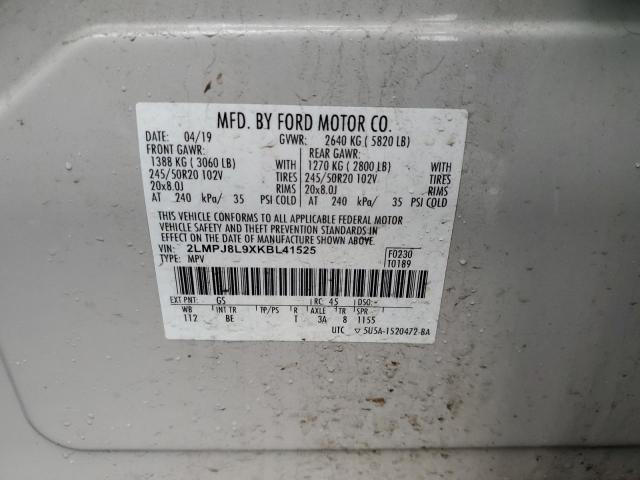 MFD. BY FORD MOTOR CO.
DATE: 04/19 GVWR: 2640 KG ( 5820 LB)
FRONT GAWR: REAR GAWR:
1388 KG ( 3060 LB) WITH 1270 KG ( 2800 LB) WITH
245/50R20 102V TIRES 245/50R20 102V TIRES
20x8.0J RIMS 20x8.0J RIMS
AT 240 kPa/ 35 PSI COLD AT 240 kPa/ 35 PSI COLD
THIS VEHICLE CONFORMS TO ALL APPLICABLE FEDERAL MOTOR
VEHICLE SAFETY AND THEFT PREVENTION STANDARDS IN
EFFECT ON THE DATE OF MANUFACTURE SHOWN ABOVE.
VIN: 2LMPJ8L9XKBL41525 F0230
TYPE: MPV T0189
EXT PNT: G5 RC: 45 DSO: -
WB INT TR TP/PS R AXLE TR SPR
112 BE T 3A 8 1155
UTC ▽ 5U5A-1520472-BA